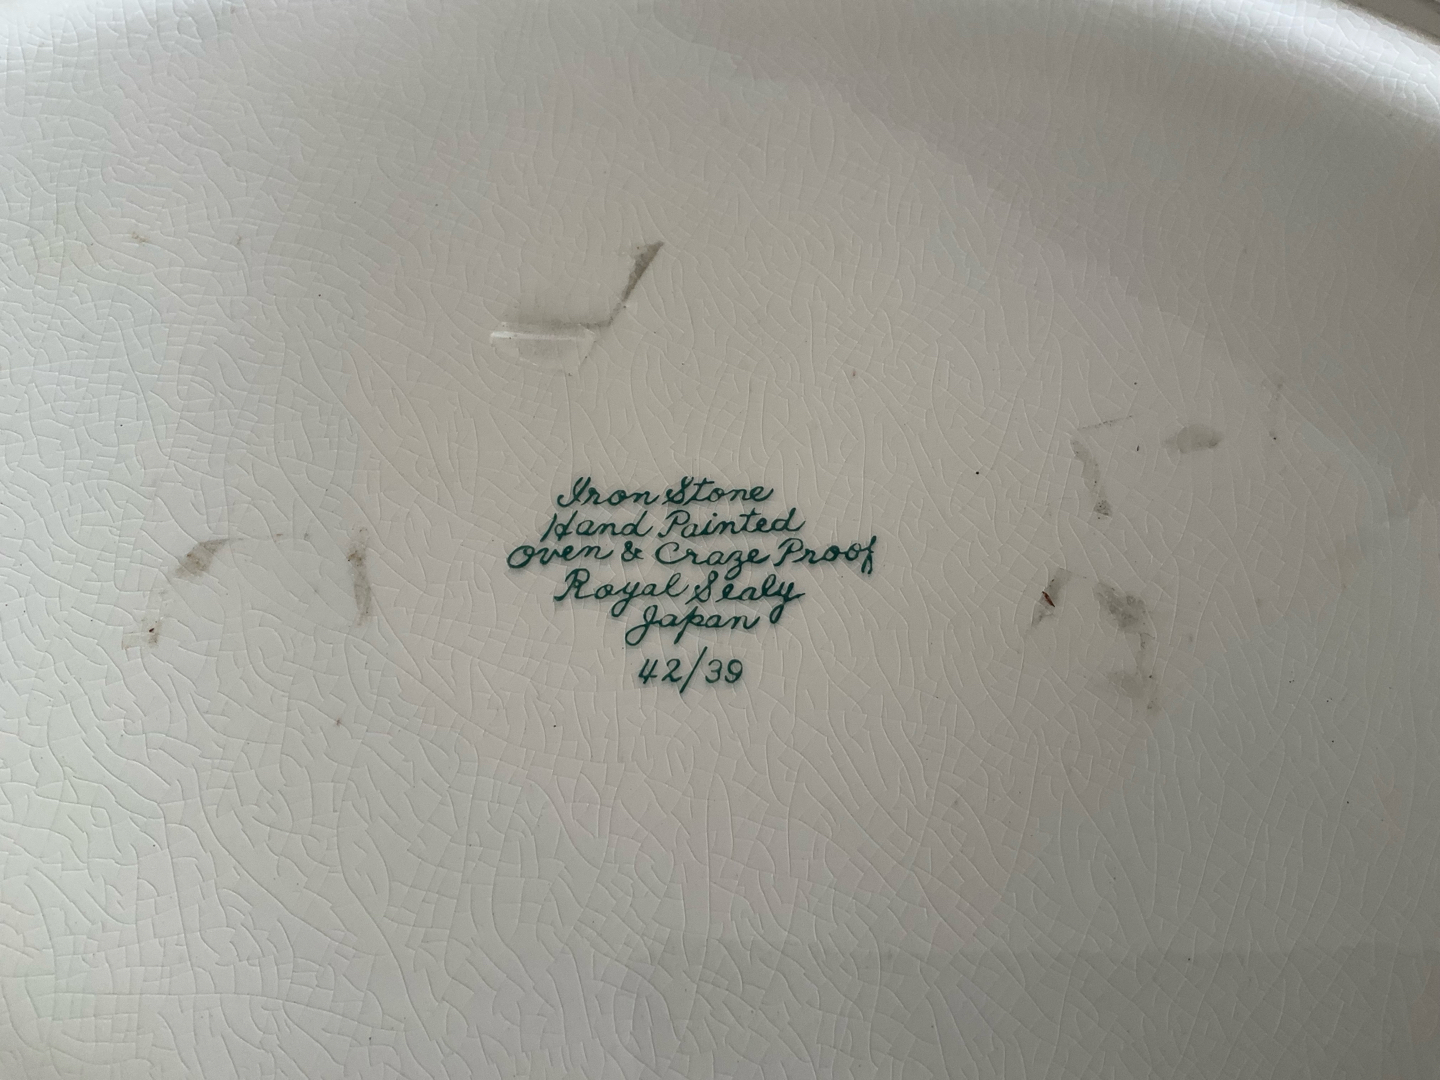 Iron Stone
Hand Painted
Oven & Craze Proof
Royal Sealy
Japan
42/39